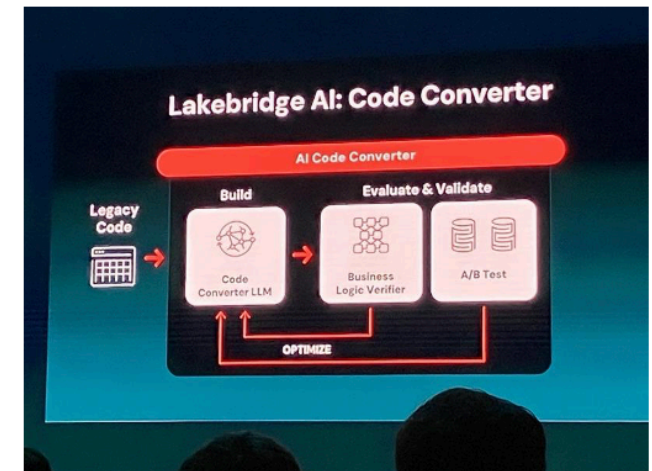 Lakebridge AI: Code Converter
AI Code Converter
Legacy
Code
Build
Code
Converter LLM
Evaluate & Validate
Business
Logic Verifier
A/B Test
OPTIMIZE